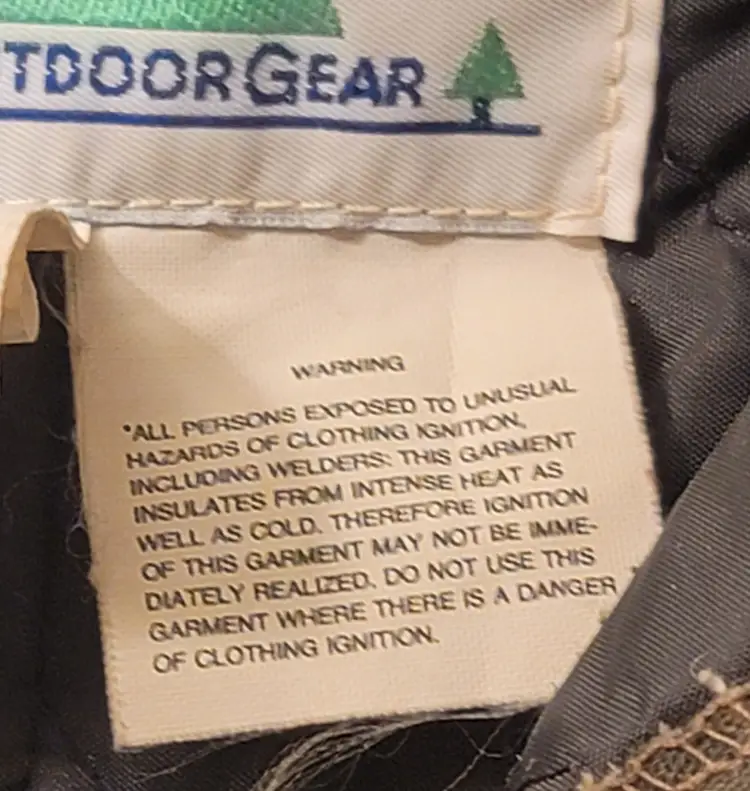 TDOORGEAR
WARNING
*ALL PERSONS EXPOSED TO UNUSUAL
HAZARDS OF CLOTHING IGNITION,
INCLUDING WELDERS: THIS GARMENT
INSULATES FROM INTENSE HEAT AS
WELL AS COLD. THEREFORE IGNITION
OF THIS GARMENT MAY NOT BE IMME-
DIATELY REALIZED. DO NOT USE THIS
GARMENT WHERE THERE IS A DANGER
OF CLOTHING IGNITION.